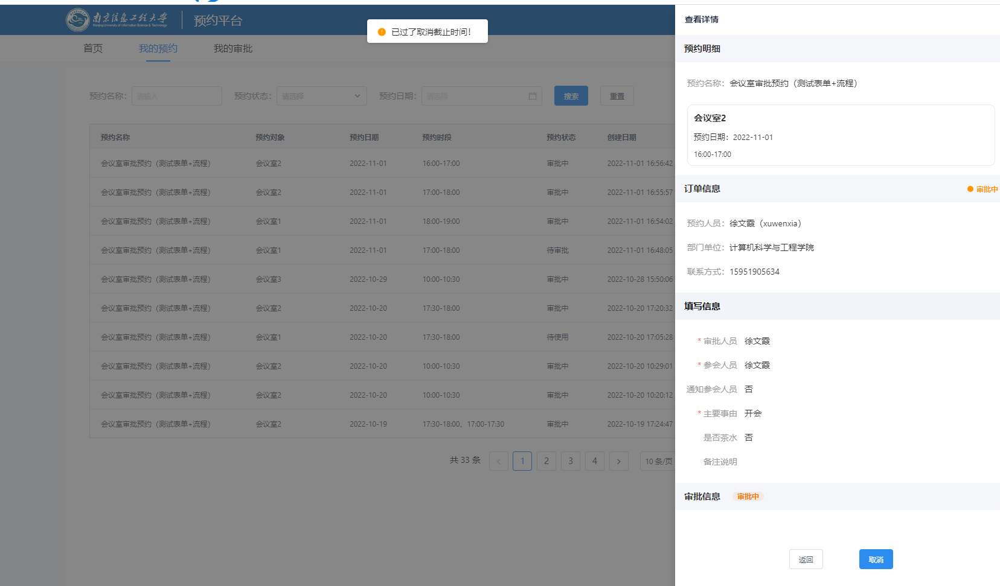 南京信息工程大学
Nanjing University of Information Science & Technology
预约平台
已过了取消截止时间!
首页
我的预约
我的审批
预约名称: 请输入
预约状态: 请选择
预约日期: 请选择
搜索
重置
预约名称 预约对象 预约日期 预约时段 预约状态 创建日期
会议室审批预约（测试表单+流程） 会议室2 2022-11-01 16:00-17:00 审批中 2022-11-01 16:56:42
会议室审批预约（测试表单+流程） 会议室2 2022-11-01 17:00-18:00 审批中 2022-11-01 16:55:57
会议室审批预约（测试表单+流程） 会议室1 2022-11-01 18:00-19:00 审批中 2022-11-01 16:54:02
会议室审批预约（测试表单+流程） 会议室1 2022-11-01 17:00-18:00 待审批 2022-11-01 16:48:05
会议室审批预约（测试表单+流程） 会议室3 2022-10-29 10:00-10:30 审批中 2022-10-28 15:50:06
会议室审批预约（测试表单+流程） 会议室2 2022-10-20 17:30-18:00 审批中 2022-10-20 17:20:32
会议室审批预约（测试表单+流程） 会议室1 2022-10-20 17:30-18:00 待使用 2022-10-20 17:05:28
会议室审批预约（测试表单+流程） 会议室2 2022-10-20 10:00-10:30 审批中 2022-10-20 10:29:01
会议室审批预约（测试表单+流程） 会议室2 2022-10-20 10:00-10:30 审批中 2022-10-20 10:20:12
会议室审批预约（测试表单+流程） 会议室2 2022-10-19 17:30-18:00、17:00-17:30 审批中 2022-10-19 17:24:47
共 33 条 < 1 2 3 4 > 10 条/页
查看详情
预约明细
预约名称: 会议室审批预约（测试表单+流程）
会议室2
预约日期: 2022-11-01
16:00-17:00
订单信息 审批中
预约人员: 徐文霞（xuwenxia）
部门单位: 计算机科学与工程学院
联系方式: 15951905634
填写信息
* 审批人员 徐文霞
* 参会人员 徐文霞
通知参会人员 否
* 主要事由 开会
是否茶水 否
备注说明
审批信息 审批中
返回
取消